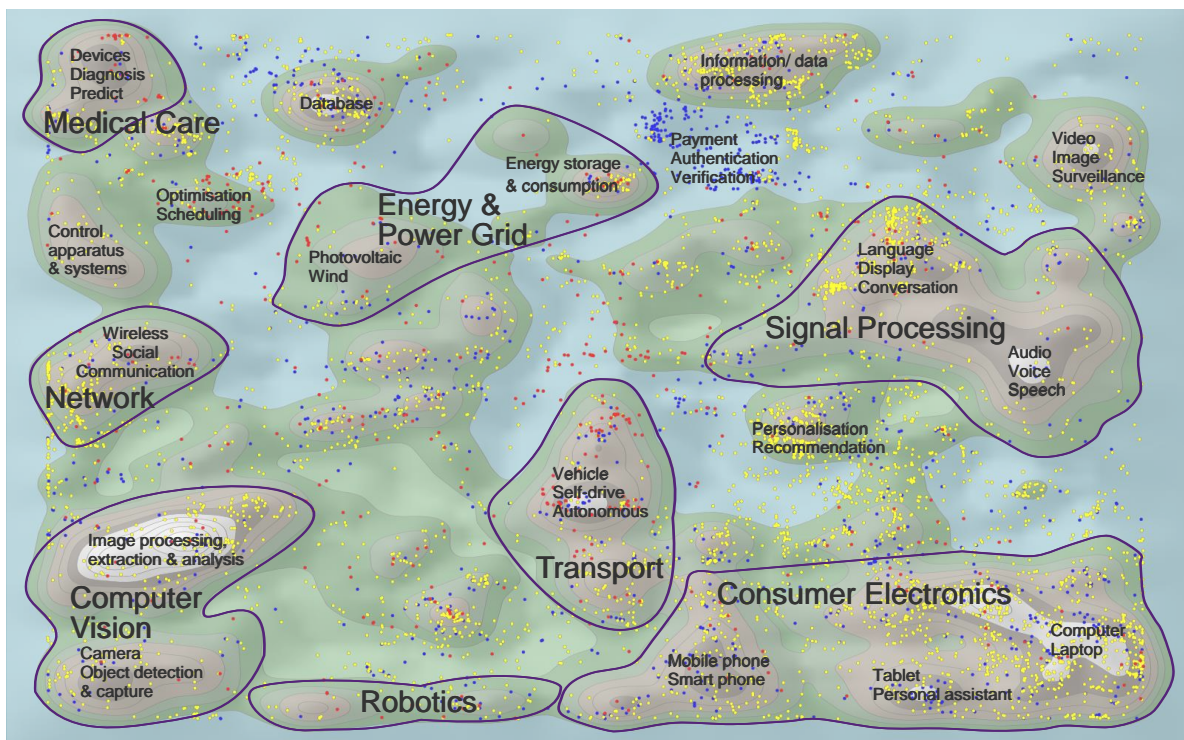 Devices
Diagnosis
Predict
Medical Care
Database
Information/ data
processing
Payment
Authentication
Verification
Video
Image
Surveillance
Energy storage
& consumption
Optimisation
Scheduling
Energy &
Power Grid
Control
apparatus
& systems
Photovoltaic
Wind
Language
Display
Conversation
Signal Processing
Audio
Voice
Speech
Wireless
Social
Communication
Network
Personalisation
Recommendation
Vehicle
Self-drive
Autonomous
Transport
Image processing,
extraction & analysis
Computer
Vision
Camera
Object detection
& capture
Robotics
Consumer Electronics
Computer
Laptop
Mobile phone
Smart phone
Tablet
Personal assistant